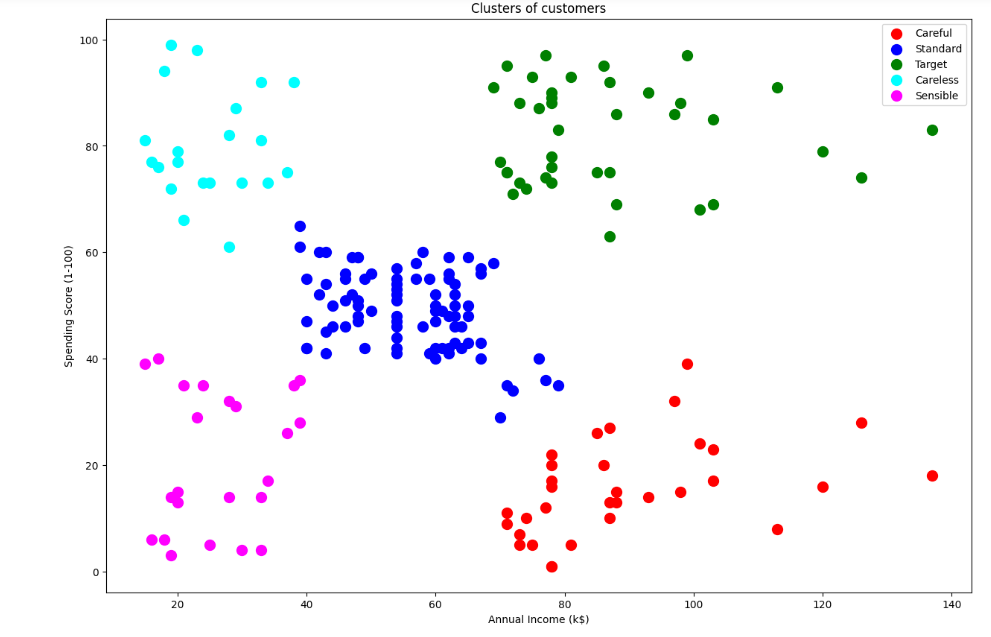 Clusters of customers
Careful
Standard
Target
Careless
Sensible
Spending Score (1-100)
100
80
60
40
20
0
20 40 60 80 100 120 140
Annual Income (k$)